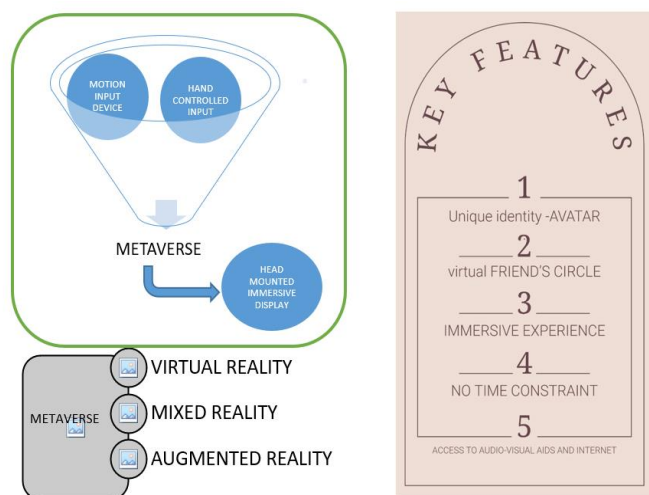 MOTION
INPUT
DEVICE
HAND
CONTROLLED
INPUT
METAVERSE
HEAD
MOUNTED
IMMERSIVE
DISPLAY
METAVERSE
VIRTUAL REALITY
MIXED REALITY
AUGMENTED REALITY
KEY FEATURES
1
Unique identity -AVATAR
2
virtual FRIEND'S CIRCLE
3
IMMERSIVE EXPERIENCE
4
NO TIME CONSTRAINT
5
ACCESS TO AUDIO-VISUAL AIDS AND INTERNET